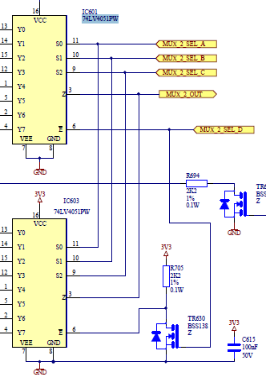 IC601
74LV4051PW
16
VCC
13 Y0
14 Y1
15 Y2
12 Y3
1 Y4
5 Y5
2 Y6
4 Y7
S0 11
S1 10
S2 9
Z 3
E 6
VEE
GND
7
8
GND
MUX_2_SEL_A
MUX_2_SEL_B
MUX_2_SEL_C
MUX_2_OUT
MUX_2_SEL_D
R694
2K2
1%
0.1W
BSS
Z
GND
3V3
IC603
74LV4051PW
16
VCC
13 Y0
14 Y1
15 Y2
12 Y3
1 Y4
5 Y5
2 Y6
4 Y7
S0 11
S1 10
S2 9
Z 3
E 6
VEE
GND
7
8
GND
3V3
R705
2K2
1%
0.1W
TR630
BSS138
Z
3V3
C615
100nF
50V